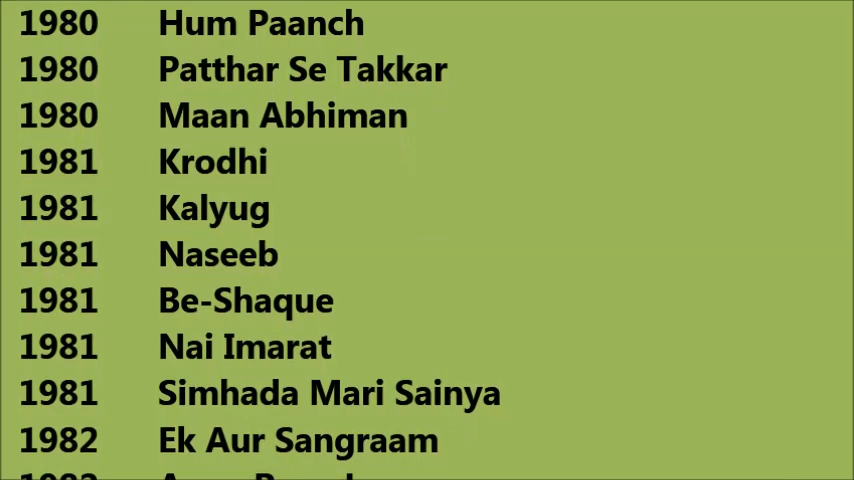 1980 Hum Paanch
1980 Patthar Se Takkar
1980 Maan Abhiman
1981 Krodhi
1981 Kalyug
1981 Naseeb
1981 Be-Shaque
1981 Nai Imarat
1981 Simhada Mari Sainya
1982 Ek Aur Sangraam